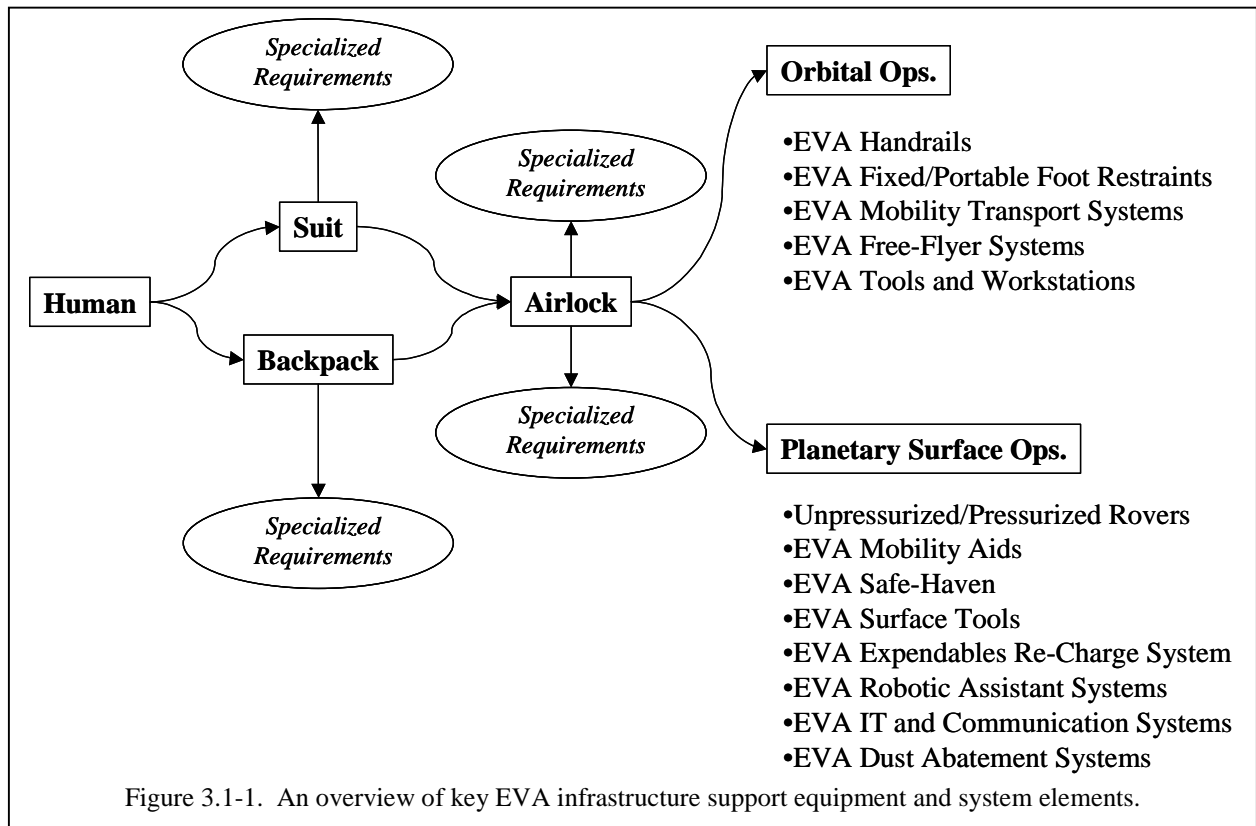 Specialized
Requirements
Suit
Human
Backpack
Specialized
Requirements
Specialized
Requirements
Airlock
Specialized
Requirements
Orbital Ops.
•EVA Handrails
•EVA Fixed/Portable Foot Restraints
•EVA Mobility Transport Systems
•EVA Free-Flyer Systems
•EVA Tools and Workstations
Planetary Surface Ops.
•Unpressurized/Pressurized Rovers
•EVA Mobility Aids
•EVA Safe-Haven
•EVA Surface Tools
•EVA Expendables Re-Charge System
•EVA Robotic Assistant Systems
•EVA IT and Communication Systems
•EVA Dust Abatement Systems
Figure 3.1-1. An overview of key EVA infrastructure support equipment and system elements.